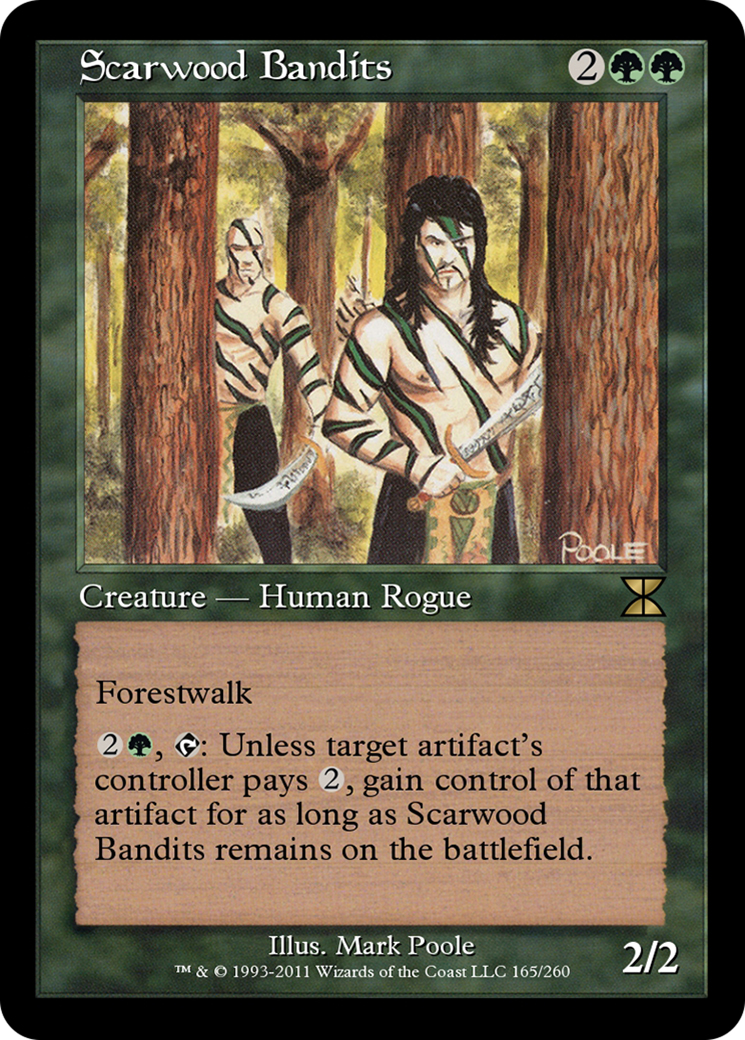 Scarwood Bandits 2
POOLE
Creature — Human Rogue
Forestwalk
2, : Unless target artifact's
controller pays 2, gain control of that
artifact for as long as Scarwood
Bandits remains on the battlefield.
Illus. Mark Poole
™ & © 1993-2011 Wizards of the Coast LLC 165/260
2/2